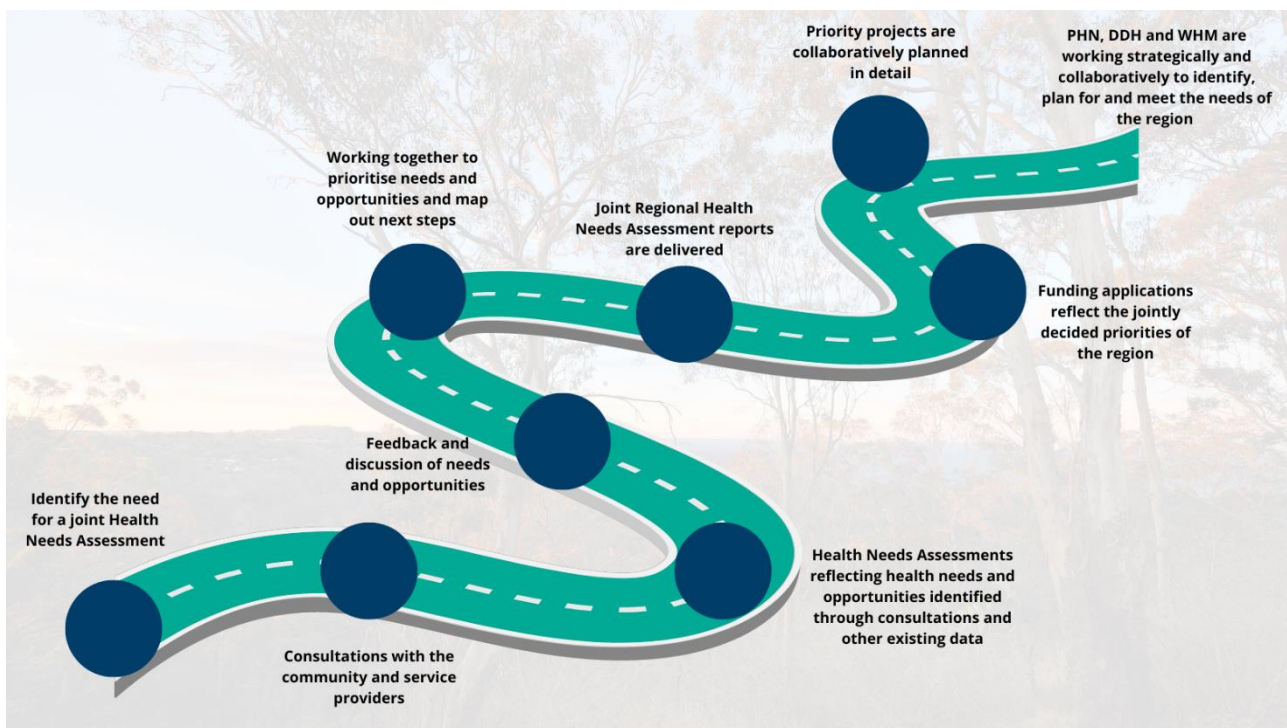 Identify the need
for a joint Health
Needs Assessment
Consultations with the
community and service
providers
Health Needs Assessments
reflecting health needs and
opportunities identified
through consultations and
other existing data
Feedback and
discussion of needs
and opportunities
Working together to
prioritise needs and
opportunities and map
out next steps
Joint Regional Health
Needs Assessment reports
are delivered
Funding applications
reflect the jointly
decided priorities of
the region
Priority projects are
collaboratively planned
in detail
PHN, DDH and WHM are
working strategically and
collaboratively to identify,
plan for and meet the needs of
the region